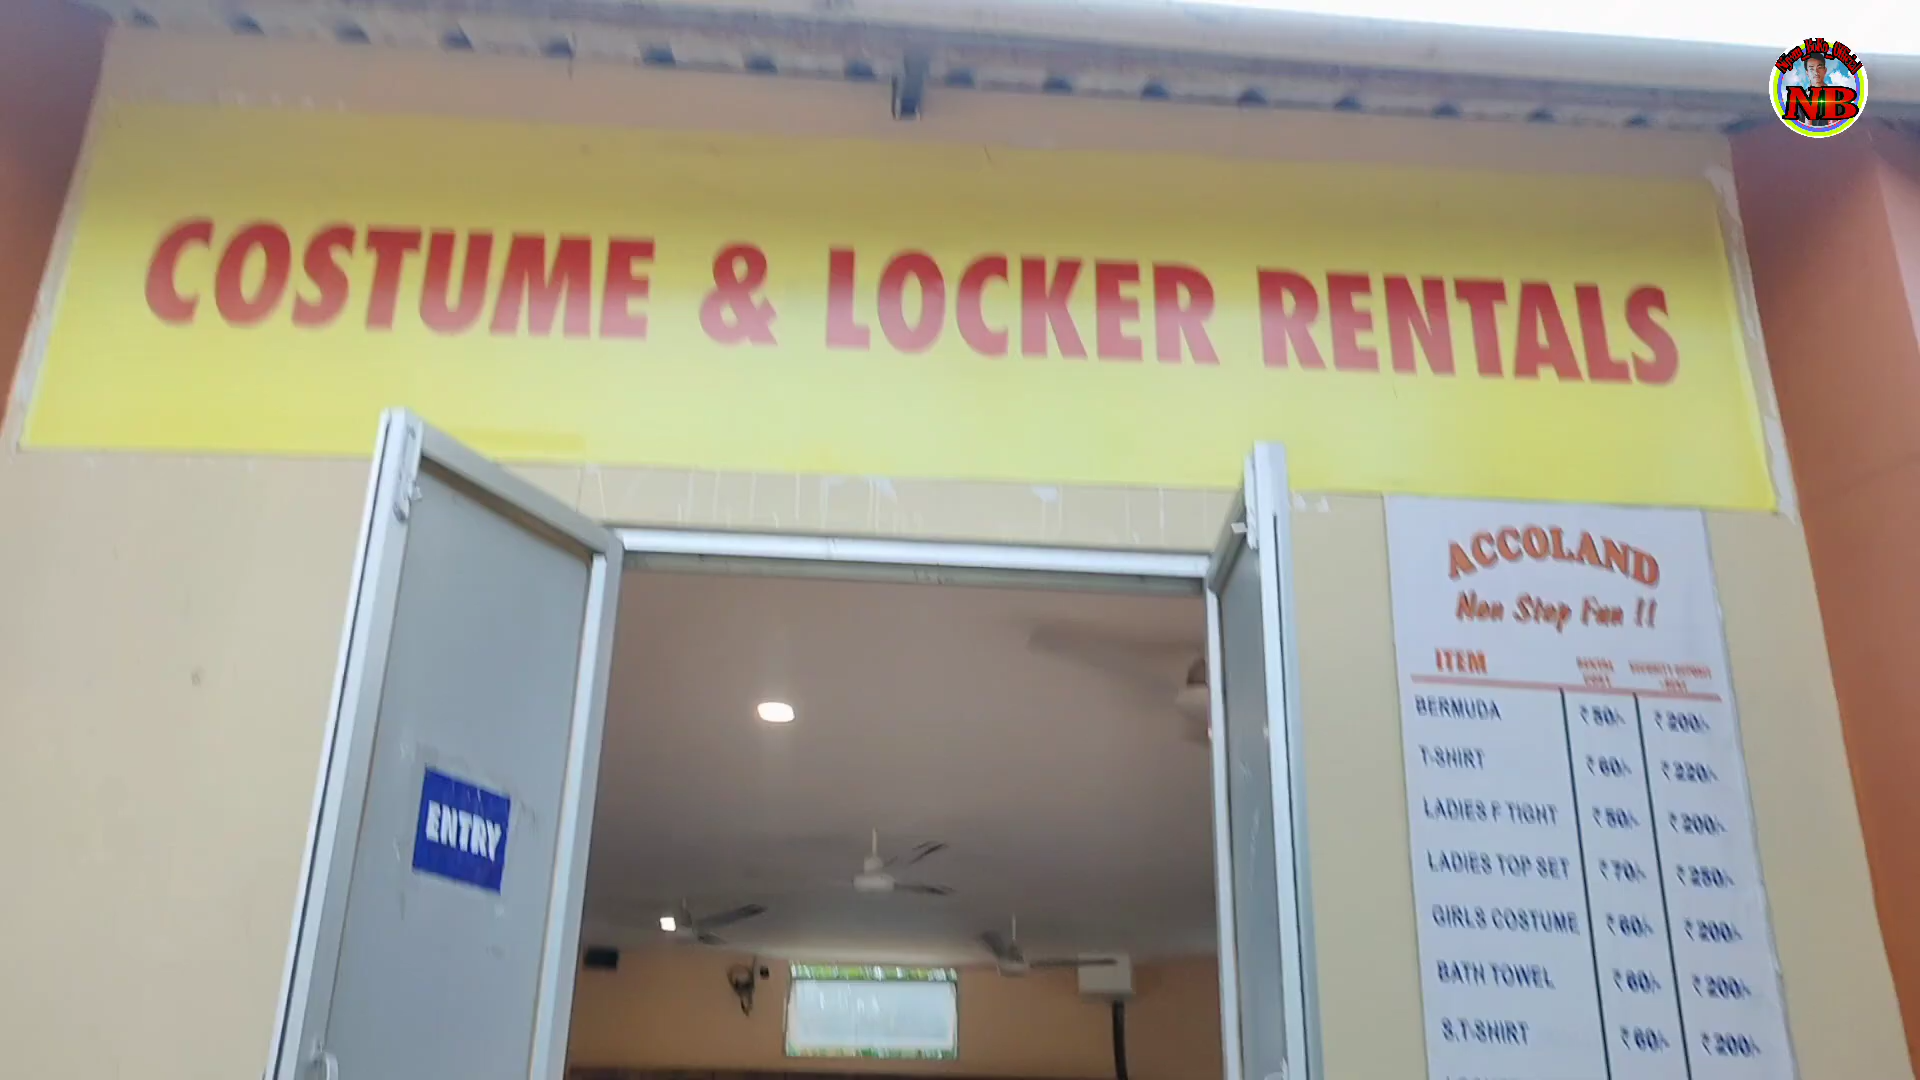 COSTUME & LOCKER RENTALS
NB
ENTRY
ACCOLAND
Non Stop Fun !!
ITEM
BERMUDA ₹50/- ₹200/-
T-SHIRT ₹60/- ₹220/-
LADIES F TIGHT ₹50/- ₹200/-
LADIES TOP SET ₹70/- ₹250/-
GIRLS COSTUME ₹60/- ₹200/-
BATH TOWEL ₹60/- ₹200/-
S.T-SHIRT ₹60/- ₹200/-